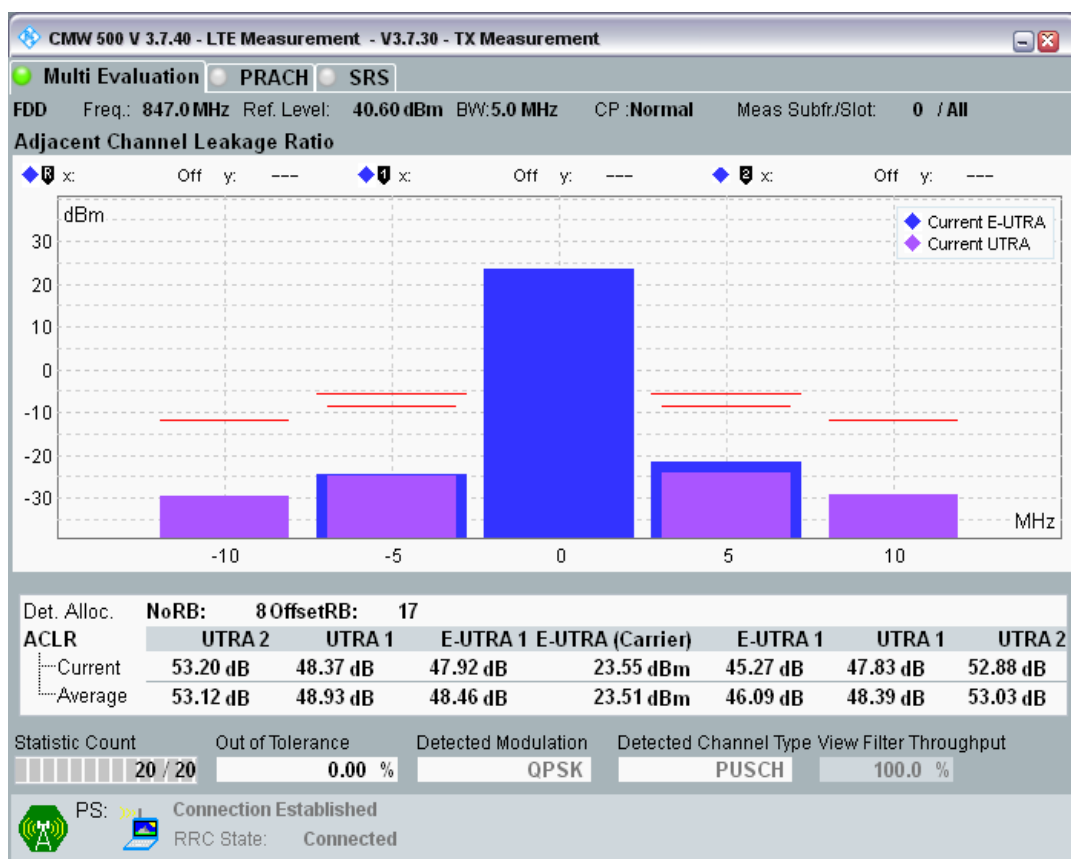 CMW 500 V 3.7.40 - LTE Measurement - V3.7.30 - TX Measurement
Multi Evaluation PRACH SRS
FDD Freq.: 847.0 MHz Ref. Level: 40.60 dBm BW:5.0 MHz CP :Normal Meas Subfr./Slot: 0 / All
Adjacent Channel Leakage Ratio
R x: Off y: --- 1 x: Off y: --- 2 x: Off y: ---
dBm
Current E-UTRA
Current UTRA
30
20
10
0
-10
-20
-30
MHz
-10 -5 0 5 10
Det. Alloc. NoRB: 8 OffsetRB: 17
ACLR UTRA 2 UTRA 1 E-UTRA 1 E-UTRA (Carrier) E-UTRA 1 UTRA 1 UTRA 2
Current 53.20 dB 48.37 dB 47.92 dB 23.55 dBm 45.27 dB 47.83 dB 52.88 dB
Average 53.12 dB 48.93 dB 48.46 dB 23.51 dBm 46.09 dB 48.39 dB 53.03 dB
Statistic Count Out of Tolerance Detected Modulation Detected Channel Type View Filter Throughput
20 / 20 0.00 % QPSK PUSCH 100.0 %
PS: Connection Established
RRC State: Connected